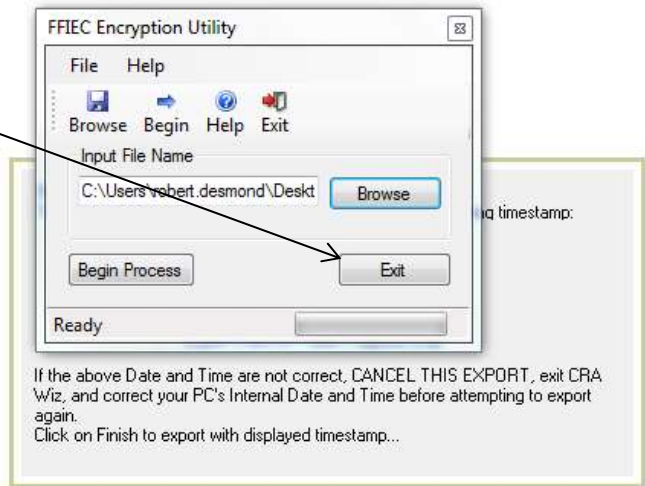 FFIEC Encryption Utility
File Help
Browse Begin Help Exit
Input File Name
C:\Users\robert.desmond\Deskt Browse
timestamp:
Begin Process Exit
Ready
If the above Date and Time are not correct, CANCEL THIS EXPORT, exit CRA
Wiz, and correct your PC's Internal Date and Time before attempting to export
again.
Click on Finish to export with displayed timestamp...